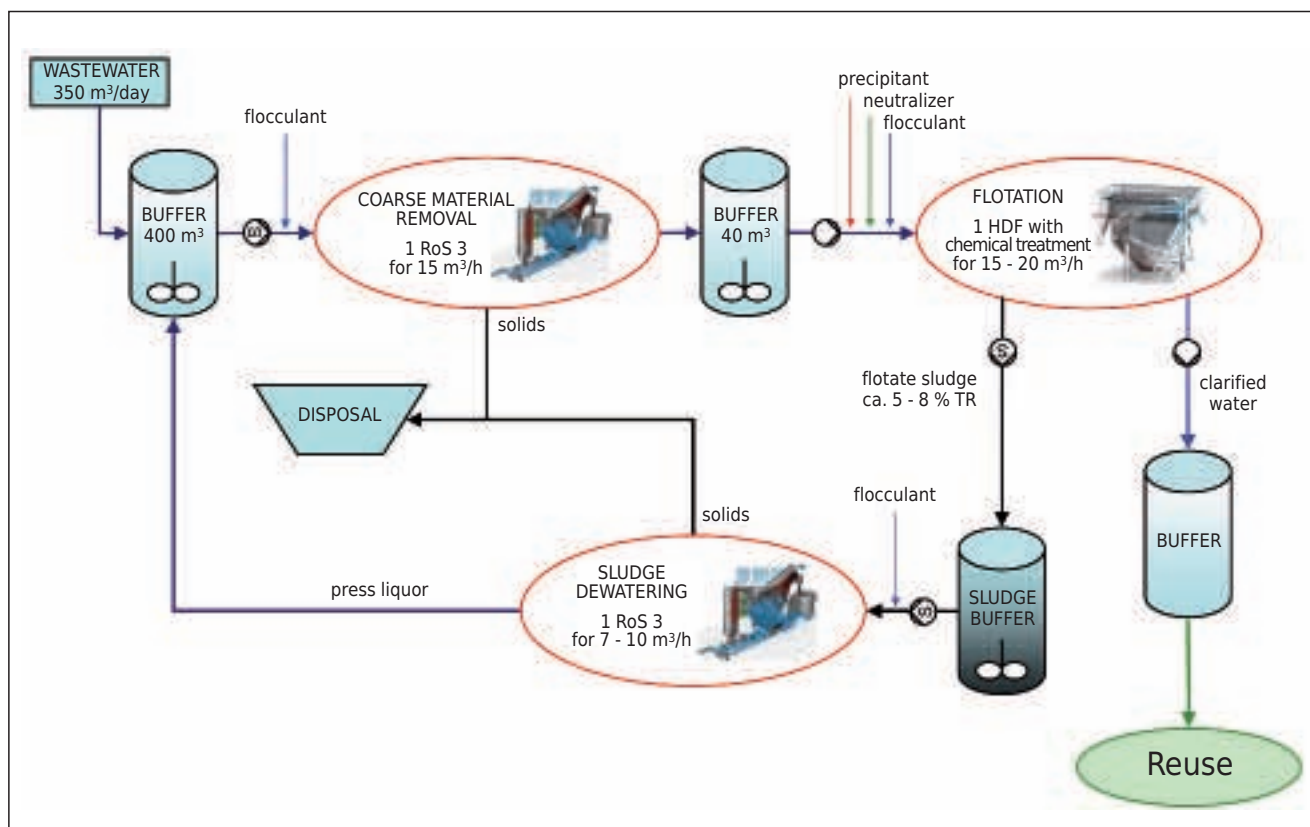 WASTEWATER
350 m³/day
flocculant
BUFFER
400 m³
COARSE MATERIAL
REMOVAL
1 RoS 3
for 15 m³/h
BUFFER
40 m³
precipitant
neutralizer
flocculant
FLOTATION
1 HDF with
chemical treatment
for 15 - 20 m³/h
solids
DISPOSAL
S
flotate sludge
ca. 5 - 8 % TR
clarified
water
BUFFER
Reuse
flocculant
SLUDGE
BUFFER
S
solids
SLUDGE
DEWATERING
1 RoS 3
for 7 - 10 m³/h
press liquor